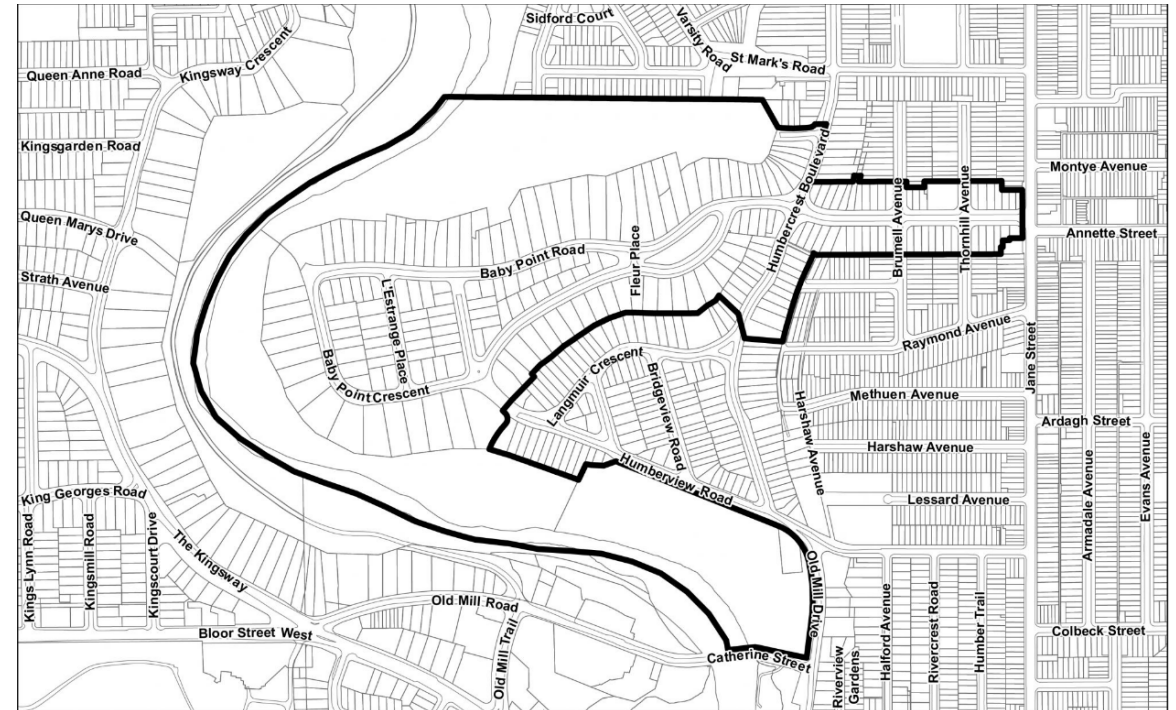 Sidford Court
Varsity Road
St Mark's Road
Queen Anne Road
Kingsway Crescent
Kingsgarden Road
Humbercrest Boulevard
Montye Avenue
Queen Marys Drive
Brumell Avenue
Thornhill Avenue
Annette Street
Baby Point Road
Fleur Place
Strath Avenue
L'Estrange Place
Raymond Avenue
Jane Street
Baby Point Crescent
Langmuir Crescent
Bridgeview Road
Methuen Avenue
Harshaw Avenue
Ardagh Street
Harshaw Avenue
Humberview Road
King Georges Road
Lessard Avenue
Armadale Avenue
Evans Avenue
Kings Lynn Road
Kingsmill Road
Kingscourt Drive
The Kingsway
Old Mill Drive
Old Mill Road
Bloor Street West
Old Mill Trail
Catherine Street
Riverview
Gardens
Halford Avenue
Rivercrest Road
Humber Trail
Colbeck Street